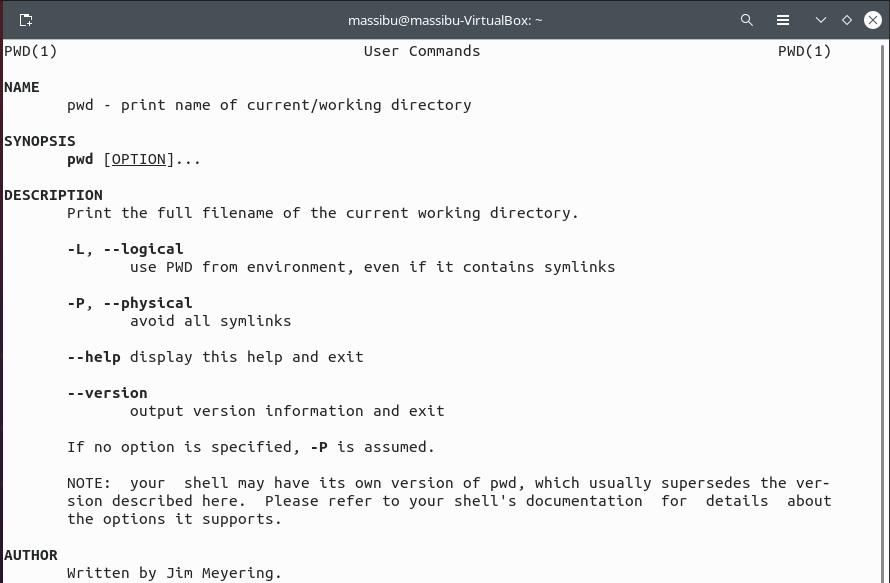 massibu@massibu-VirtualBox: ~
PWD(1) User Commands PWD(1)
NAME
pwd - print name of current/working directory
SYNOPSIS
pwd [OPTION]...
DESCRIPTION
Print the full filename of the current working directory.
-L, --logical
use PWD from environment, even if it contains symlinks
-P, --physical
avoid all symlinks
--help display this help and exit
--version
output version information and exit
If no option is specified, -P is assumed.
NOTE: your shell may have its own version of pwd, which usually supersedes the ver-
sion described here. Please refer to your shell's documentation for details about
the options it supports.
AUTHOR
Written by Jim Meyering.